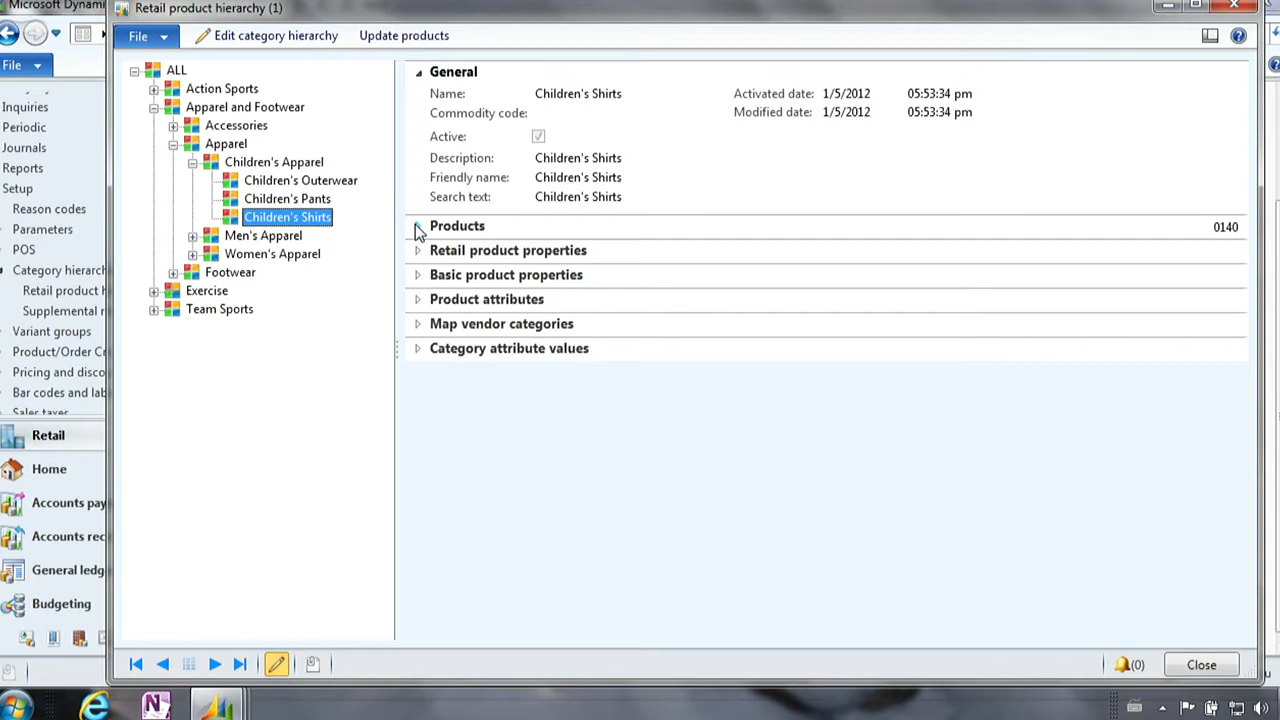 Microsoft Dynami
Retail product hierarchy (1)
File
Edit category hierarchy
Update products
File
Inquiries
Periodic
Journals
Reports
Setup
Reason codes
Parameters
POS
Category hierarch
Retail product h
Supplemental r
Variant groups
Product/Order Cr
Pricing and disco
Bar codes and lab
Sales taxes
Retail
Home
Accounts pay
Accounts rec
General ledg
Budgeting
ALL
Action Sports
Apparel and Footwear
Accessories
Apparel
Children's Apparel
Children's Outerwear
Children's Pants
Children's Shirts
Men's Apparel
Women's Apparel
Footwear
Exercise
Team Sports
General
Name: Children's Shirts Activated date: 1/5/2012 05:53:34 pm
Commodity code: Modified date: 1/5/2012 05:53:34 pm
Active:
Description: Children's Shirts
Friendly name: Children's Shirts
Search text: Children's Shirts
Products 0140
Retail product properties
Basic product properties
Product attributes
Map vendor categories
Category attribute values
(0)
Close